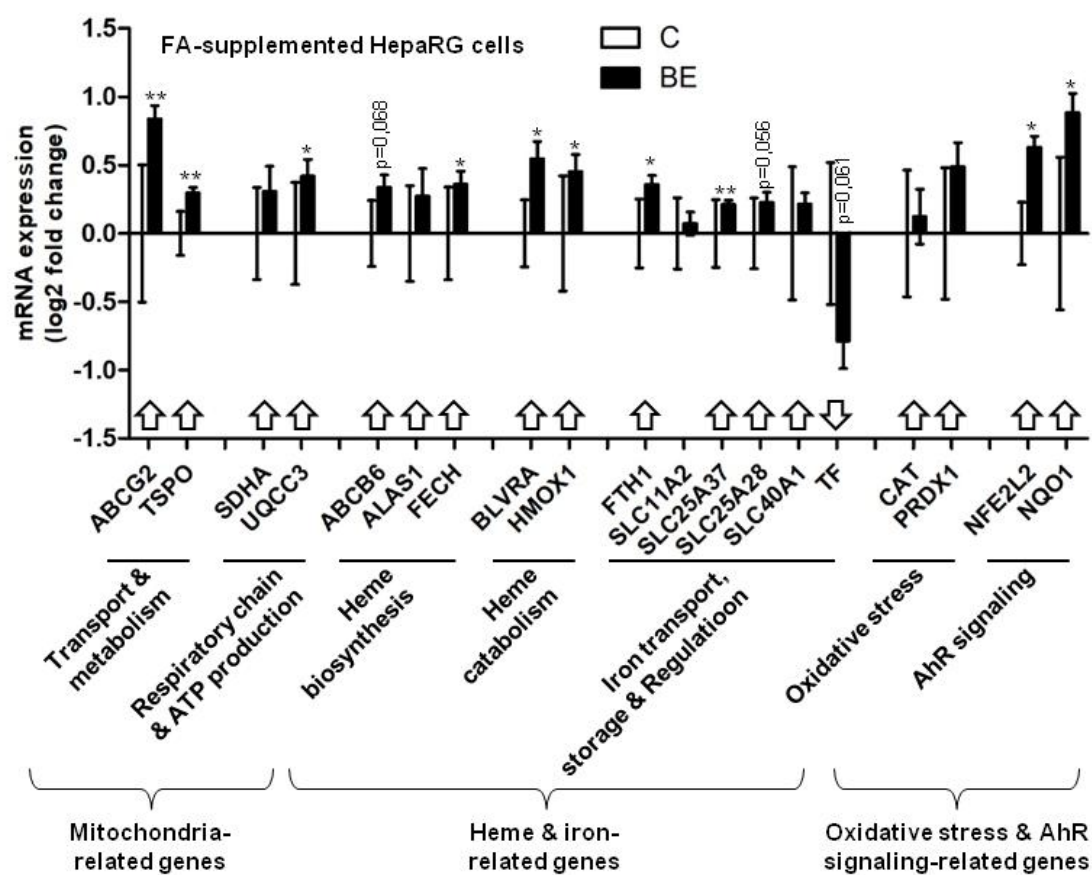 FA-supplemented HepaRG cells
C
BE
mRNA expression
(log2 fold change)
1.5
1.0
0.5
0.0
-0.5
-1.0
-1.5
**
**
*
p=0,068
*
*
*
*
**
p=0,056
p=0,061
*
*
ABCG2
TSPO
SDHA
UQCC3
ABCB6
ALAS1
FECH
BLVRA
HMOX1
FTH1
SLC11A2
SLC25A37
SLC25A28
SLC40A1
TF
CAT
PRDX1
NFE2L2
NQO1
Transport &
metabolism
Respiratory chain
& ATP production
Heme
biosynthesis
Heme
catabolism
Iron transport,
storage & Regulatioon
Oxidative stress
AhR signaling
Mitochondria-
related genes
Heme & iron-
related genes
Oxidative stress & AhR
signaling-related genes